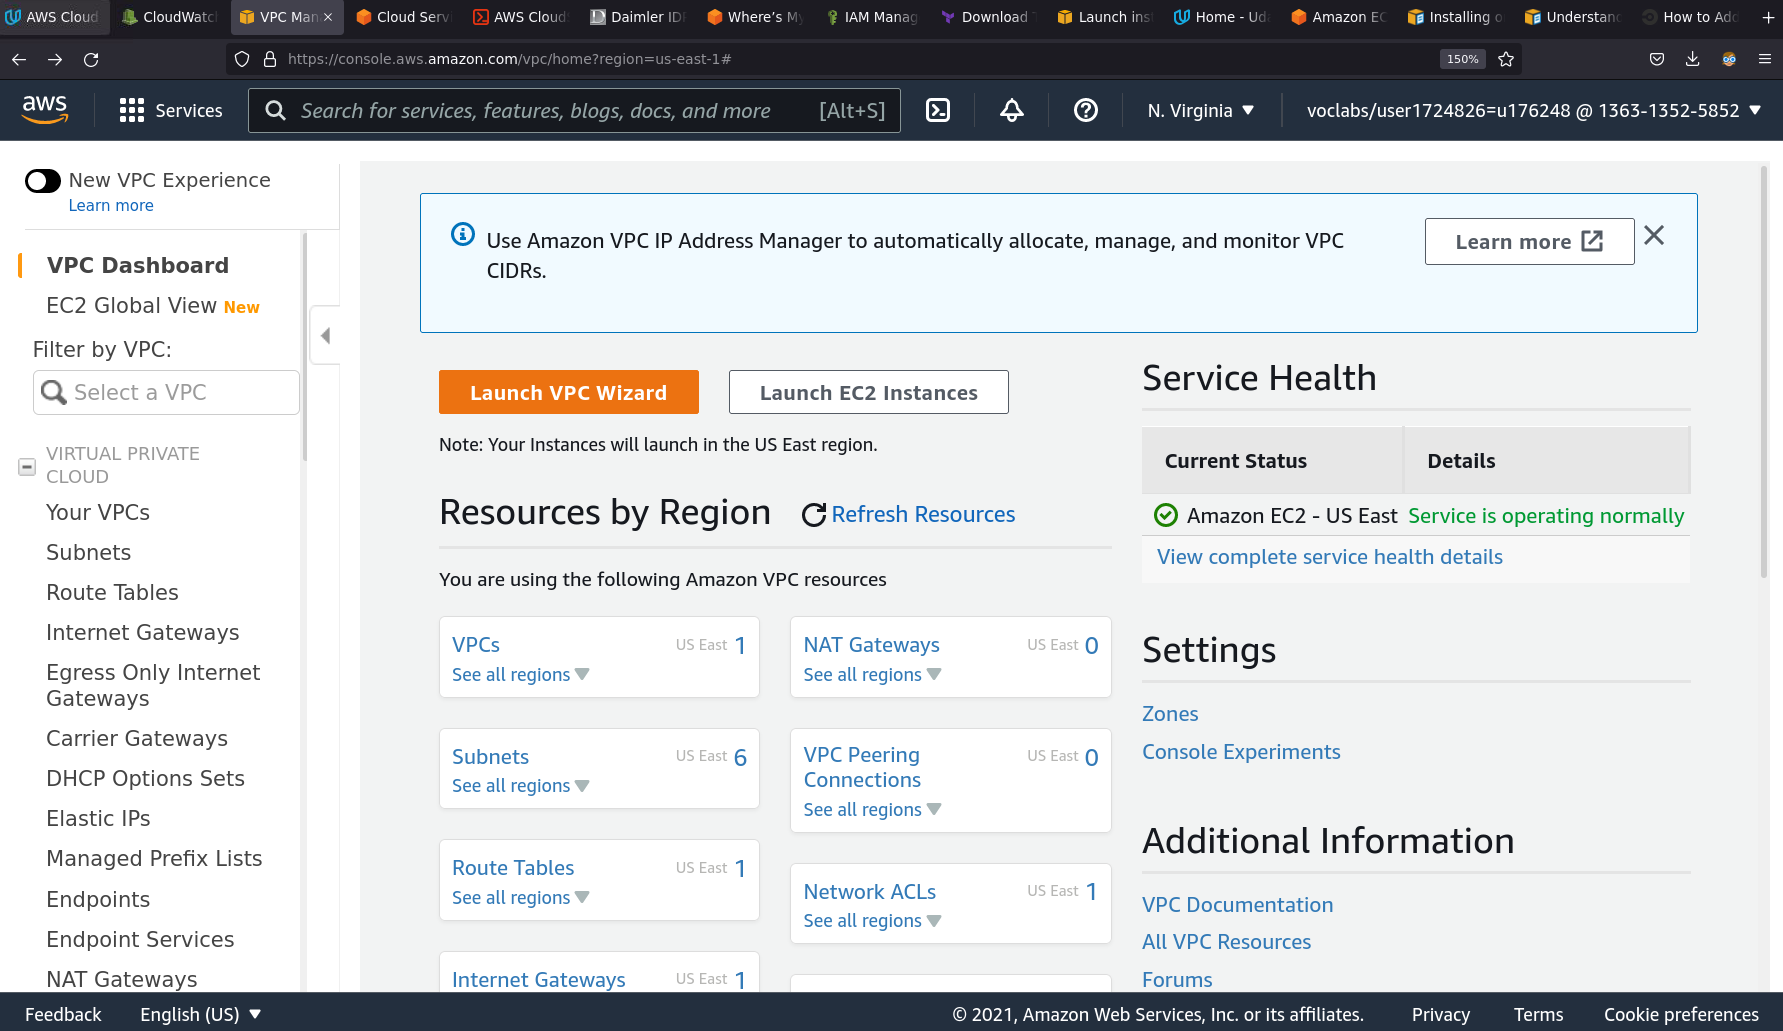 AWS Cloud
CloudWatch
VPC Man
Cloud Serv
AWS Cloud
Daimler IDP
Where's My
IAM Manag
Download
Launch ins
Home - Ud
Amazon EC
Installing o
Understan
How to Add
https://console.aws.amazon.com/vpc/home?region=us-east-1#
150%
aws
Services
Search for services, features, blogs, docs, and more [Alt+S]
N. Virginia
voclabs/user1724826=u176248 @ 1363-1352-5852
New VPC Experience
Learn more
VPC Dashboard
EC2 Global View New
Filter by VPC:
Select a VPC
VIRTUAL PRIVATE
CLOUD
Your VPCs
Subnets
Route Tables
Internet Gateways
Egress Only Internet
Gateways
Carrier Gateways
DHCP Options Sets
Elastic IPs
Managed Prefix Lists
Endpoints
Endpoint Services
NAT Gateways
Use Amazon VPC IP Address Manager to automatically allocate, manage, and monitor VPC
CIDRs.
Learn more
Launch VPC Wizard
Launch EC2 Instances
Note: Your Instances will launch in the US East region.
Resources by Region
Refresh Resources
You are using the following Amazon VPC resources
VPCs US East 1
See all regions
NAT Gateways US East 0
See all regions
Subnets US East 6
See all regions
VPC Peering
Connections US East 0
See all regions
Route Tables US East 1
See all regions
Network ACLs US East 1
See all regions
Internet Gateways US East 1
Service Health
Current Status Details
Amazon EC2 - US East Service is operating normally
View complete service health details
Settings
Zones
Console Experiments
Additional Information
VPC Documentation
All VPC Resources
Forums
Feedback
English (US)
© 2021, Amazon Web Services, Inc. or its affiliates.
Privacy
Terms
Cookie preferences